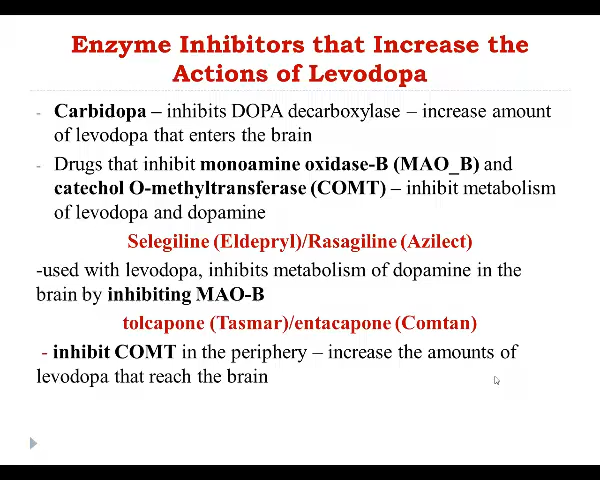 Enzyme Inhibitors that Increase the
Actions of Levodopa
- Carbidopa – inhibits DOPA decarboxylase – increase amount
of levodopa that enters the brain
- Drugs that inhibit monoamine oxidase-B (MAO_B) and
catechol O-methyltransferase (COMT) – inhibit metabolism
of levodopa and dopamine
Selegiline (Eldepryl)/Rasagiline (Azilect)
-used with levodopa, inhibits metabolism of dopamine in the
brain by inhibiting MAO-B
tolcapone (Tasmar)/entacapone (Comtan)
- inhibit COMT in the periphery – increase the amounts of
levodopa that reach the brain